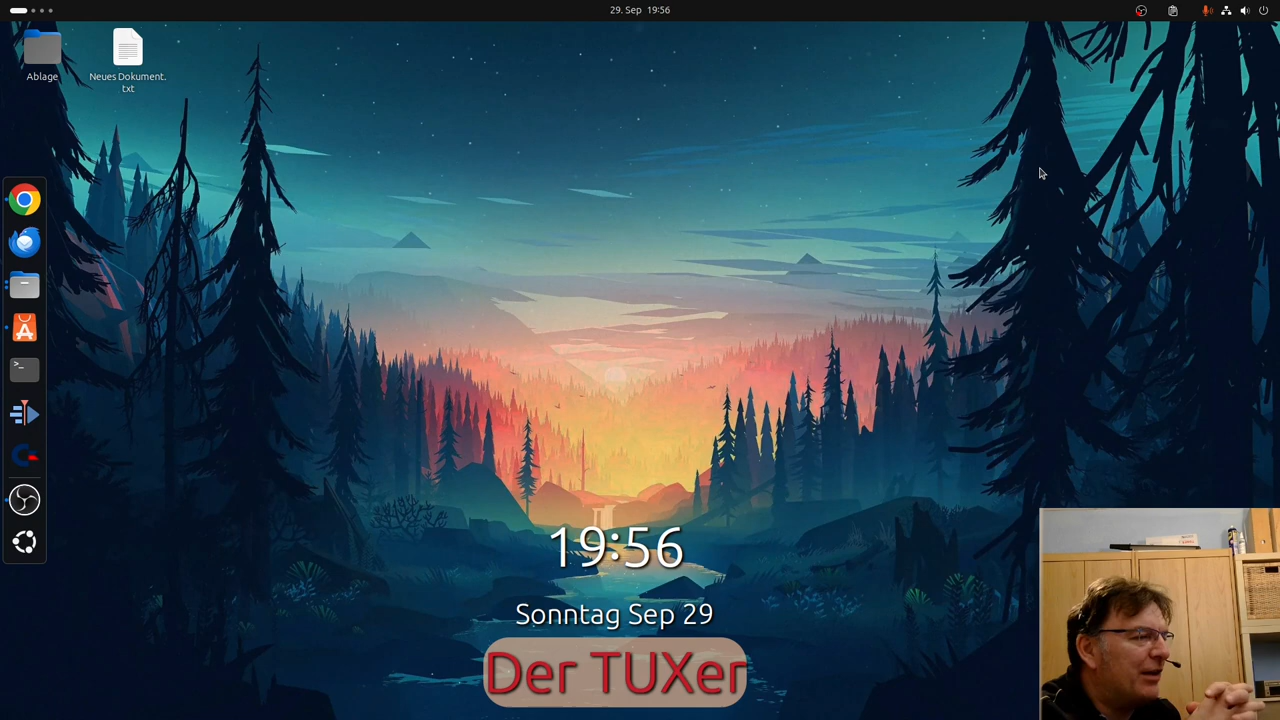 29. Sep 19:56
Ablage
Neues Dokument.
txt
19:56
Sonntag Sep 29
Der TUXer